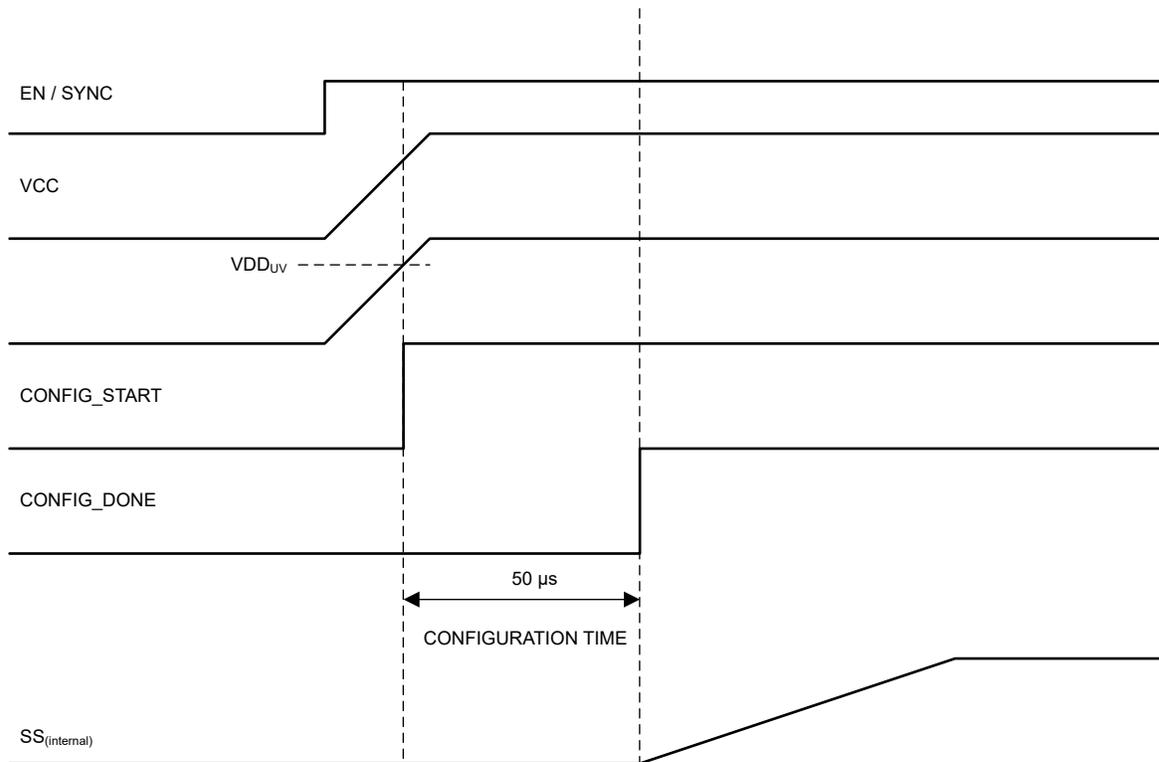 EN / SYNC
VCC
VDDUV
CONFIG_START
CONFIG_DONE
50 µs
CONFIGURATION TIME
SS(internal)